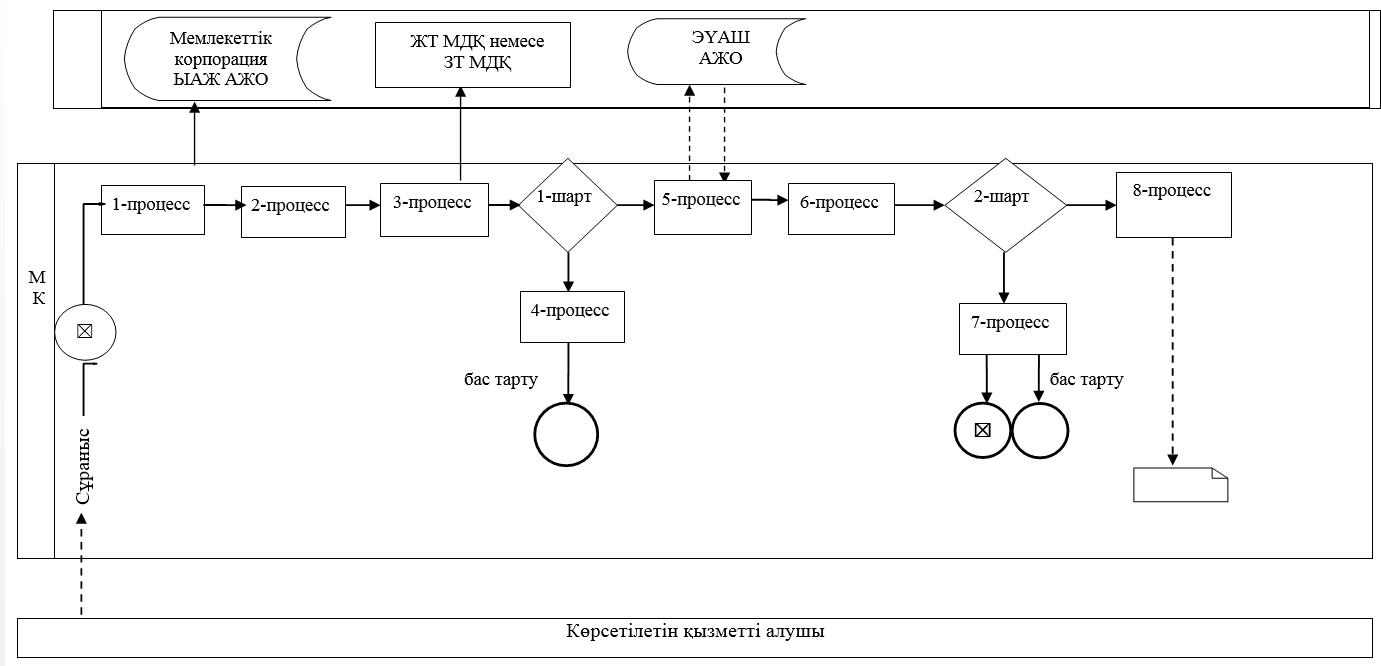 Мемлекеттік
корпорация
ЫАЖ АЖО
ЖТ МДҚ немесе
ЗТ МДҚ
ЭҮАШ
АЖО
М
К
1-процесс
2-процесс
3-процесс
1-шарт
5-процесс
6-процесс
2-шарт
8-процесс
4-процесс
7-процесс
бас тарту
бас тарту
Сұраныс
Көрсетілетін қызметті алушы